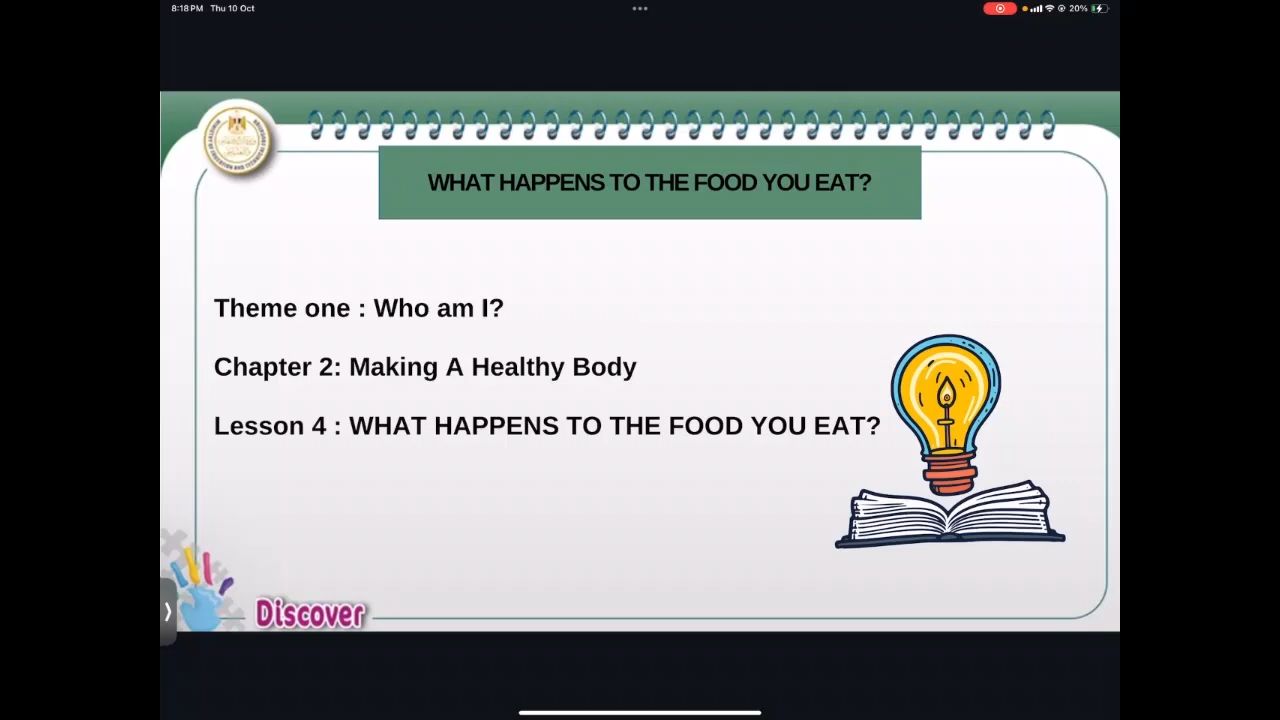 8:18 PM Thu 10 Oct
20%
WHAT HAPPENS TO THE FOOD YOU EAT?
Theme one : Who am I?
Chapter 2: Making A Healthy Body
Lesson 4 : WHAT HAPPENS TO THE FOOD YOU EAT?
Discover